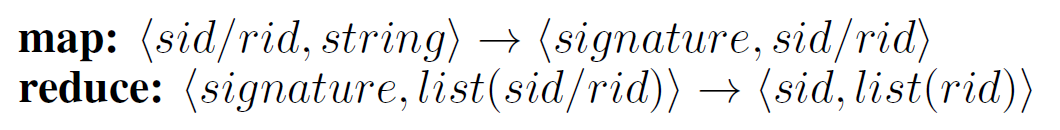 map: ⟨sid/rid, string⟩ → ⟨signature, sid/rid⟩
reduce: ⟨signature, list(sid/rid)⟩ → ⟨sid, list(rid)⟩